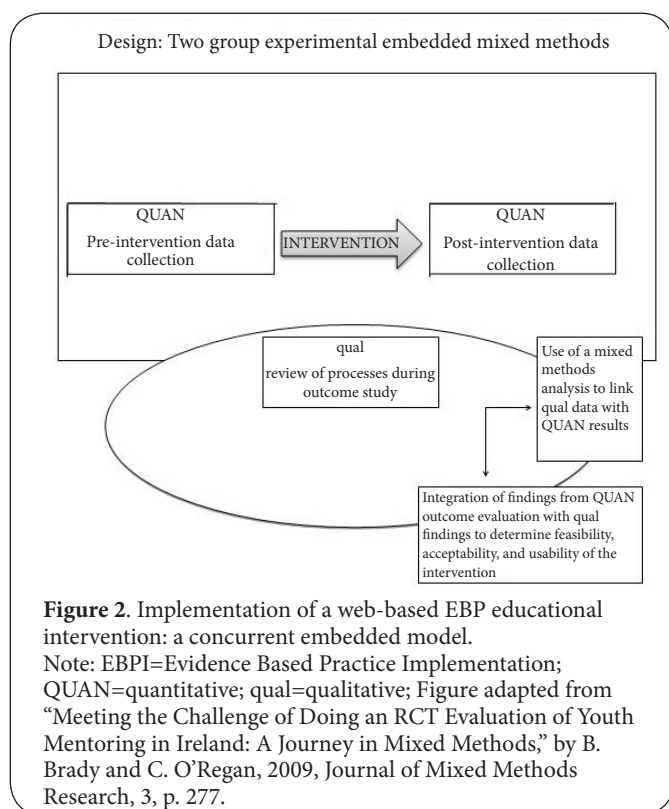 Design: Two group experimental embedded mixed methods
QUAN
Pre-intervention data
collection
INTERVENTION
QUAN
Post-intervention data
collection
qual
review of processes during
outcome study
Use of a mixed
methods
analysis to link
qual data with
QUAN results
Integration of findings from QUAN
outcome evaluation with qual
findings to determine feasibility,
acceptability, and usability of the
intervention
Figure 2. Implementation of a web-based EBP educational
intervention: a concurrent embedded model.
Note: EBPI=Evidence Based Practice Implementation;
QUAN=quantitative; qual=qualitative; Figure adapted from
“Meeting the Challenge of Doing an RCT Evaluation of Youth
Mentoring in Ireland: A Journey in Mixed Methods,” by B.
Brady and C. O’Regan, 2009, Journal of Mixed Methods
Research, 3, p. 277.